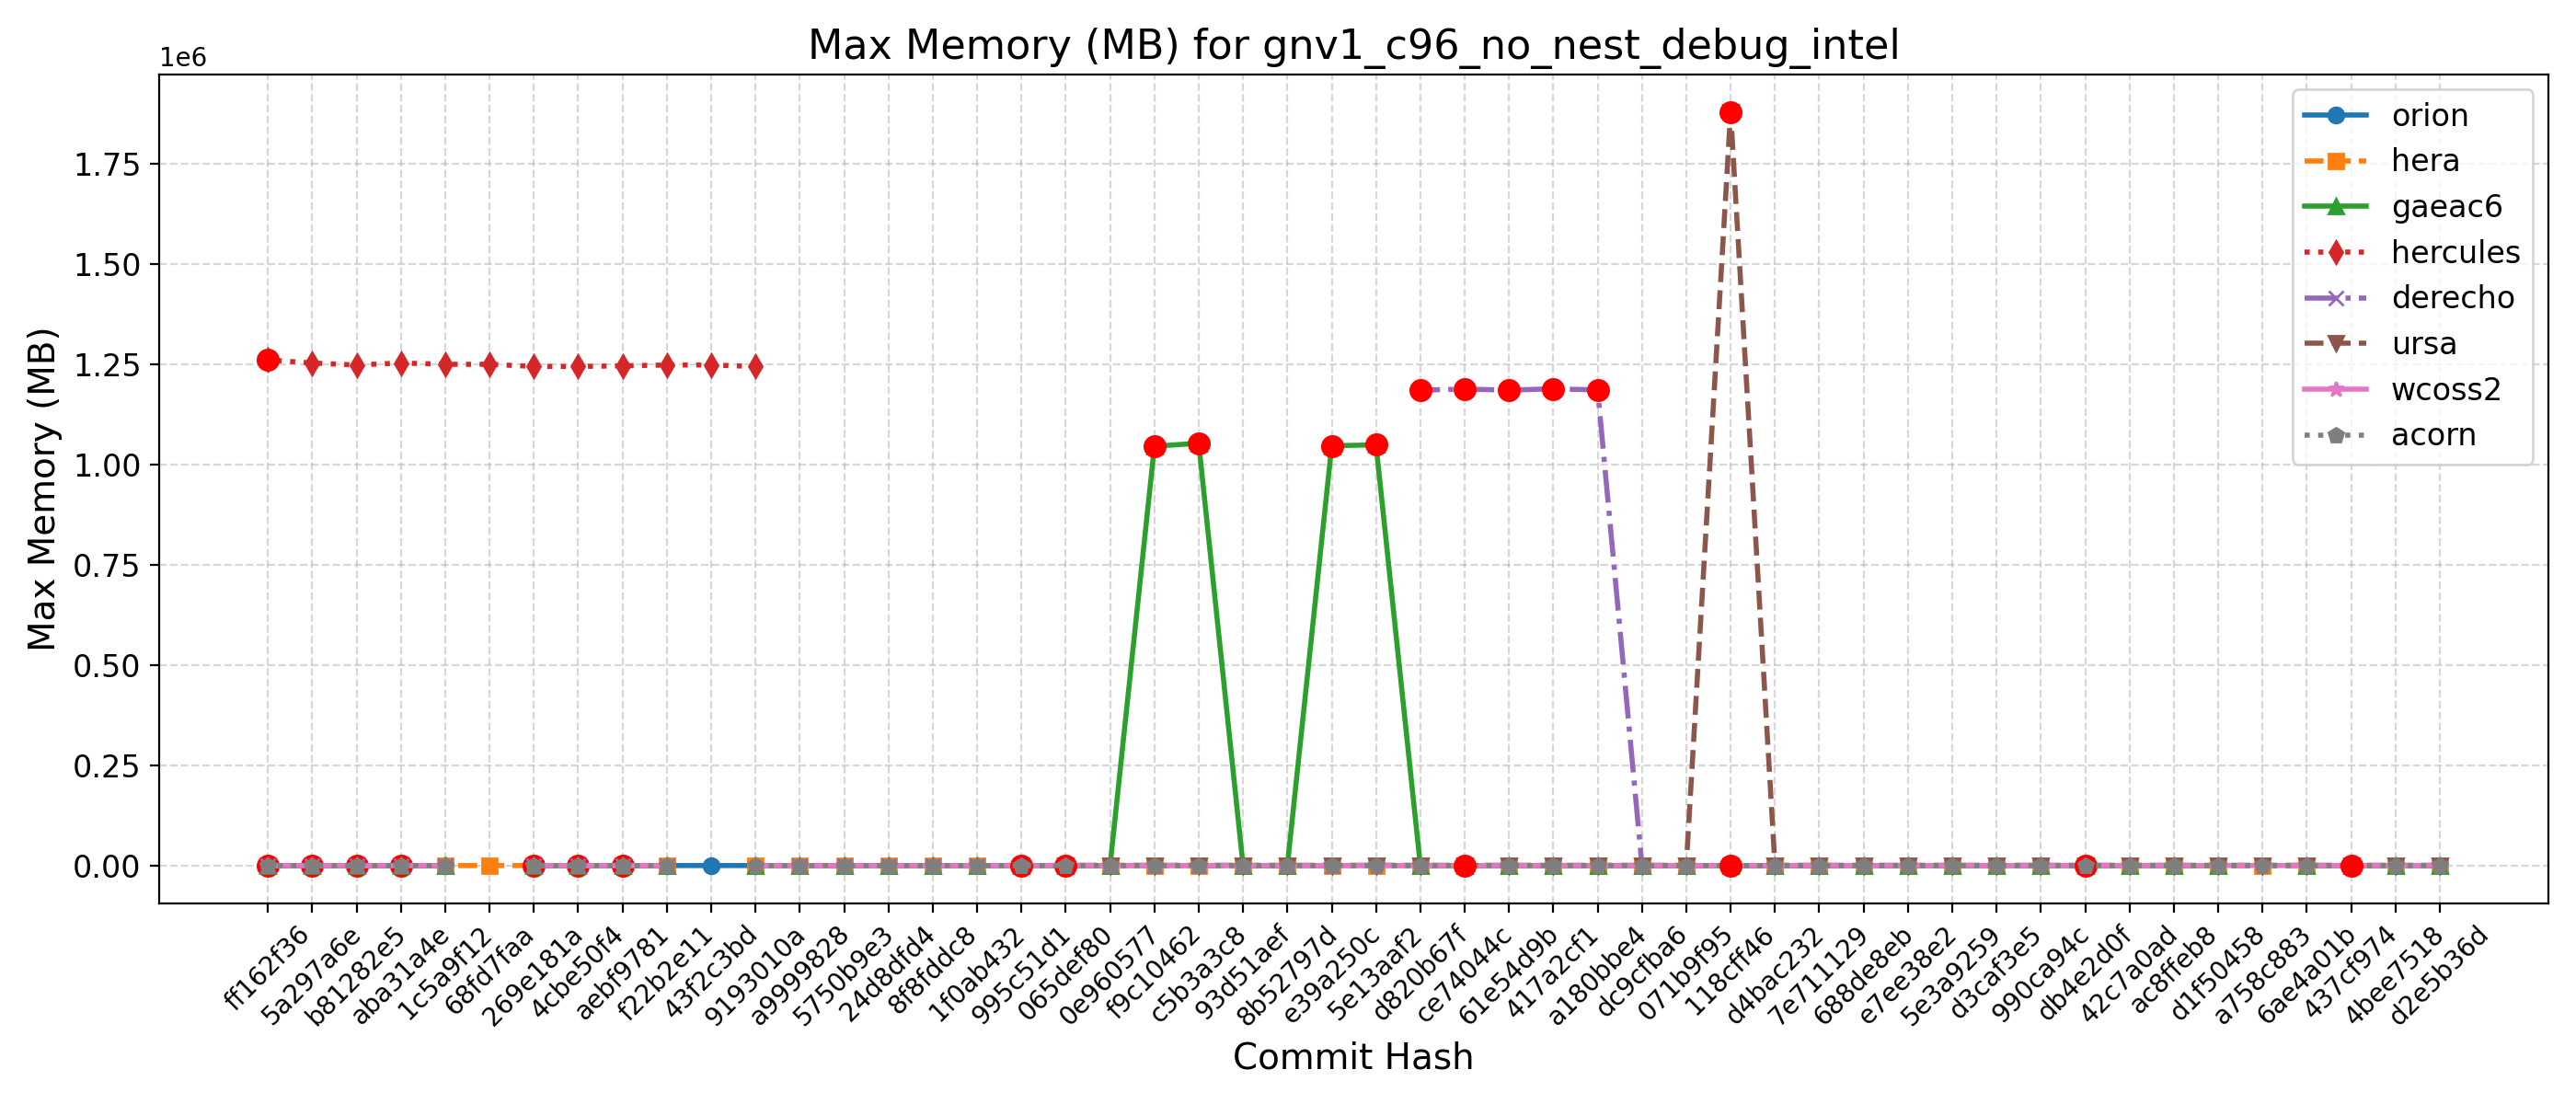 Max Memory (MB) for gnv1_c96_no_nest_debug_intel
1e6
1.75
1.50
1.25
1.00
0.75
0.50
0.25
0.00
Max Memory (MB)
orion
hera
gaeac6
hercules
derecho
ursa
wcoss2
acorn
ff162f36
5a297a6e
b81282e5
aba31a4e
1c5a9f12
68fd7faa
269e181a
4cbe50f4
aebf9781
f22b2e11
43f2c3bd
9193010a
a9999828
5750b9e3
24d8dfd4
8f8fddc8
1f0ab432
995c51d1
065def80
0e960577
f9c10462
c5b3a3c8
93d51aef
8b52797d
e39a250c
5e13aaf2
d820b67f
ce74044c
61e54d9b
417a2cf1
a180bbe4
dc9cfba6
071b9f95
118cff46
d4bac232
7e711129
688de8eb
e7ee38e2
5e3a9259
d3caf3e5
990ca94c
db4e2d0f
42c7a0ad
ac8ffeb8
d1f50458
a758c883
6ae4a01b
437cf974
4bee7518
d2e5b36d
Commit Hash